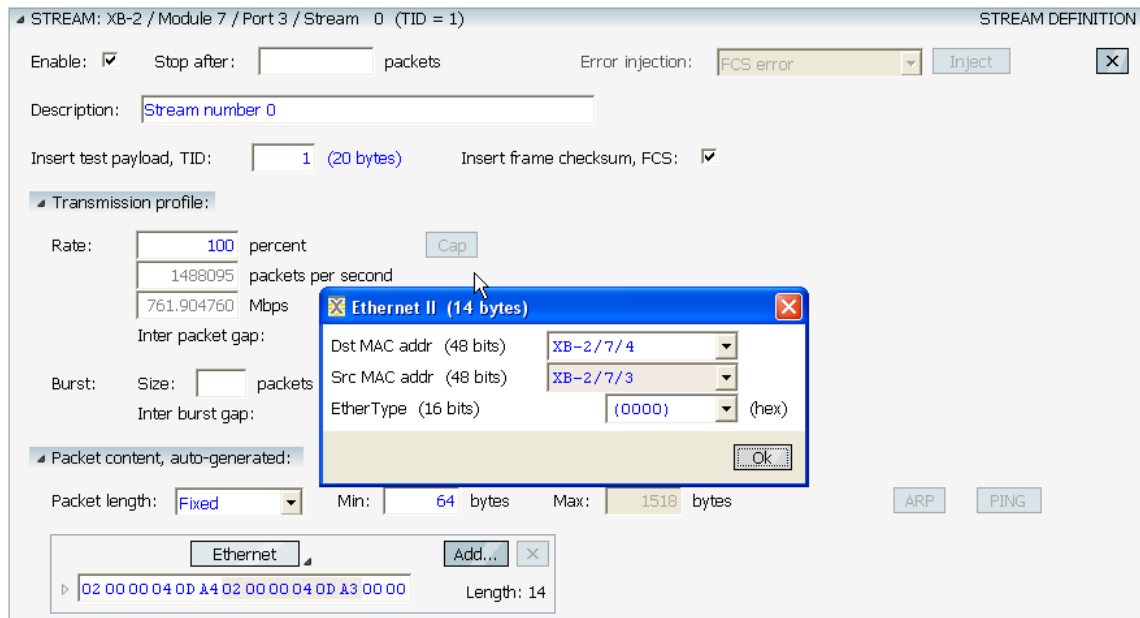 STREAM: XB-2 / Module 7 / Port 3 / Stream 0 (TID = 1) STREAM DEFINITION
Enable: Stop after: packets Error injection: FCS error Inject X
Description: Stream number 0
Insert test payload, TID: 1 (20 bytes) Insert frame checksum, FCS:
Transmission profile:
Rate: 100 percent Cap
1488095 packets per second
761.904760 Mbps
Inter packet gap:
Burst: Size: packets
Inter burst gap:
Ethernet II (14 bytes)
Dst MAC addr (48 bits) XB-2/7/4
Src MAC addr (48 bits) XB-2/7/3
EtherType (16 bits) (0000) (hex)
Ok
Packet content, auto-generated:
Packet length: Fixed Min: 64 bytes Max: 1518 bytes ARP PING
Ethernet Add... X
02 00 00 04 0D A4 02 00 00 04 0D A3 00 00 Length: 14